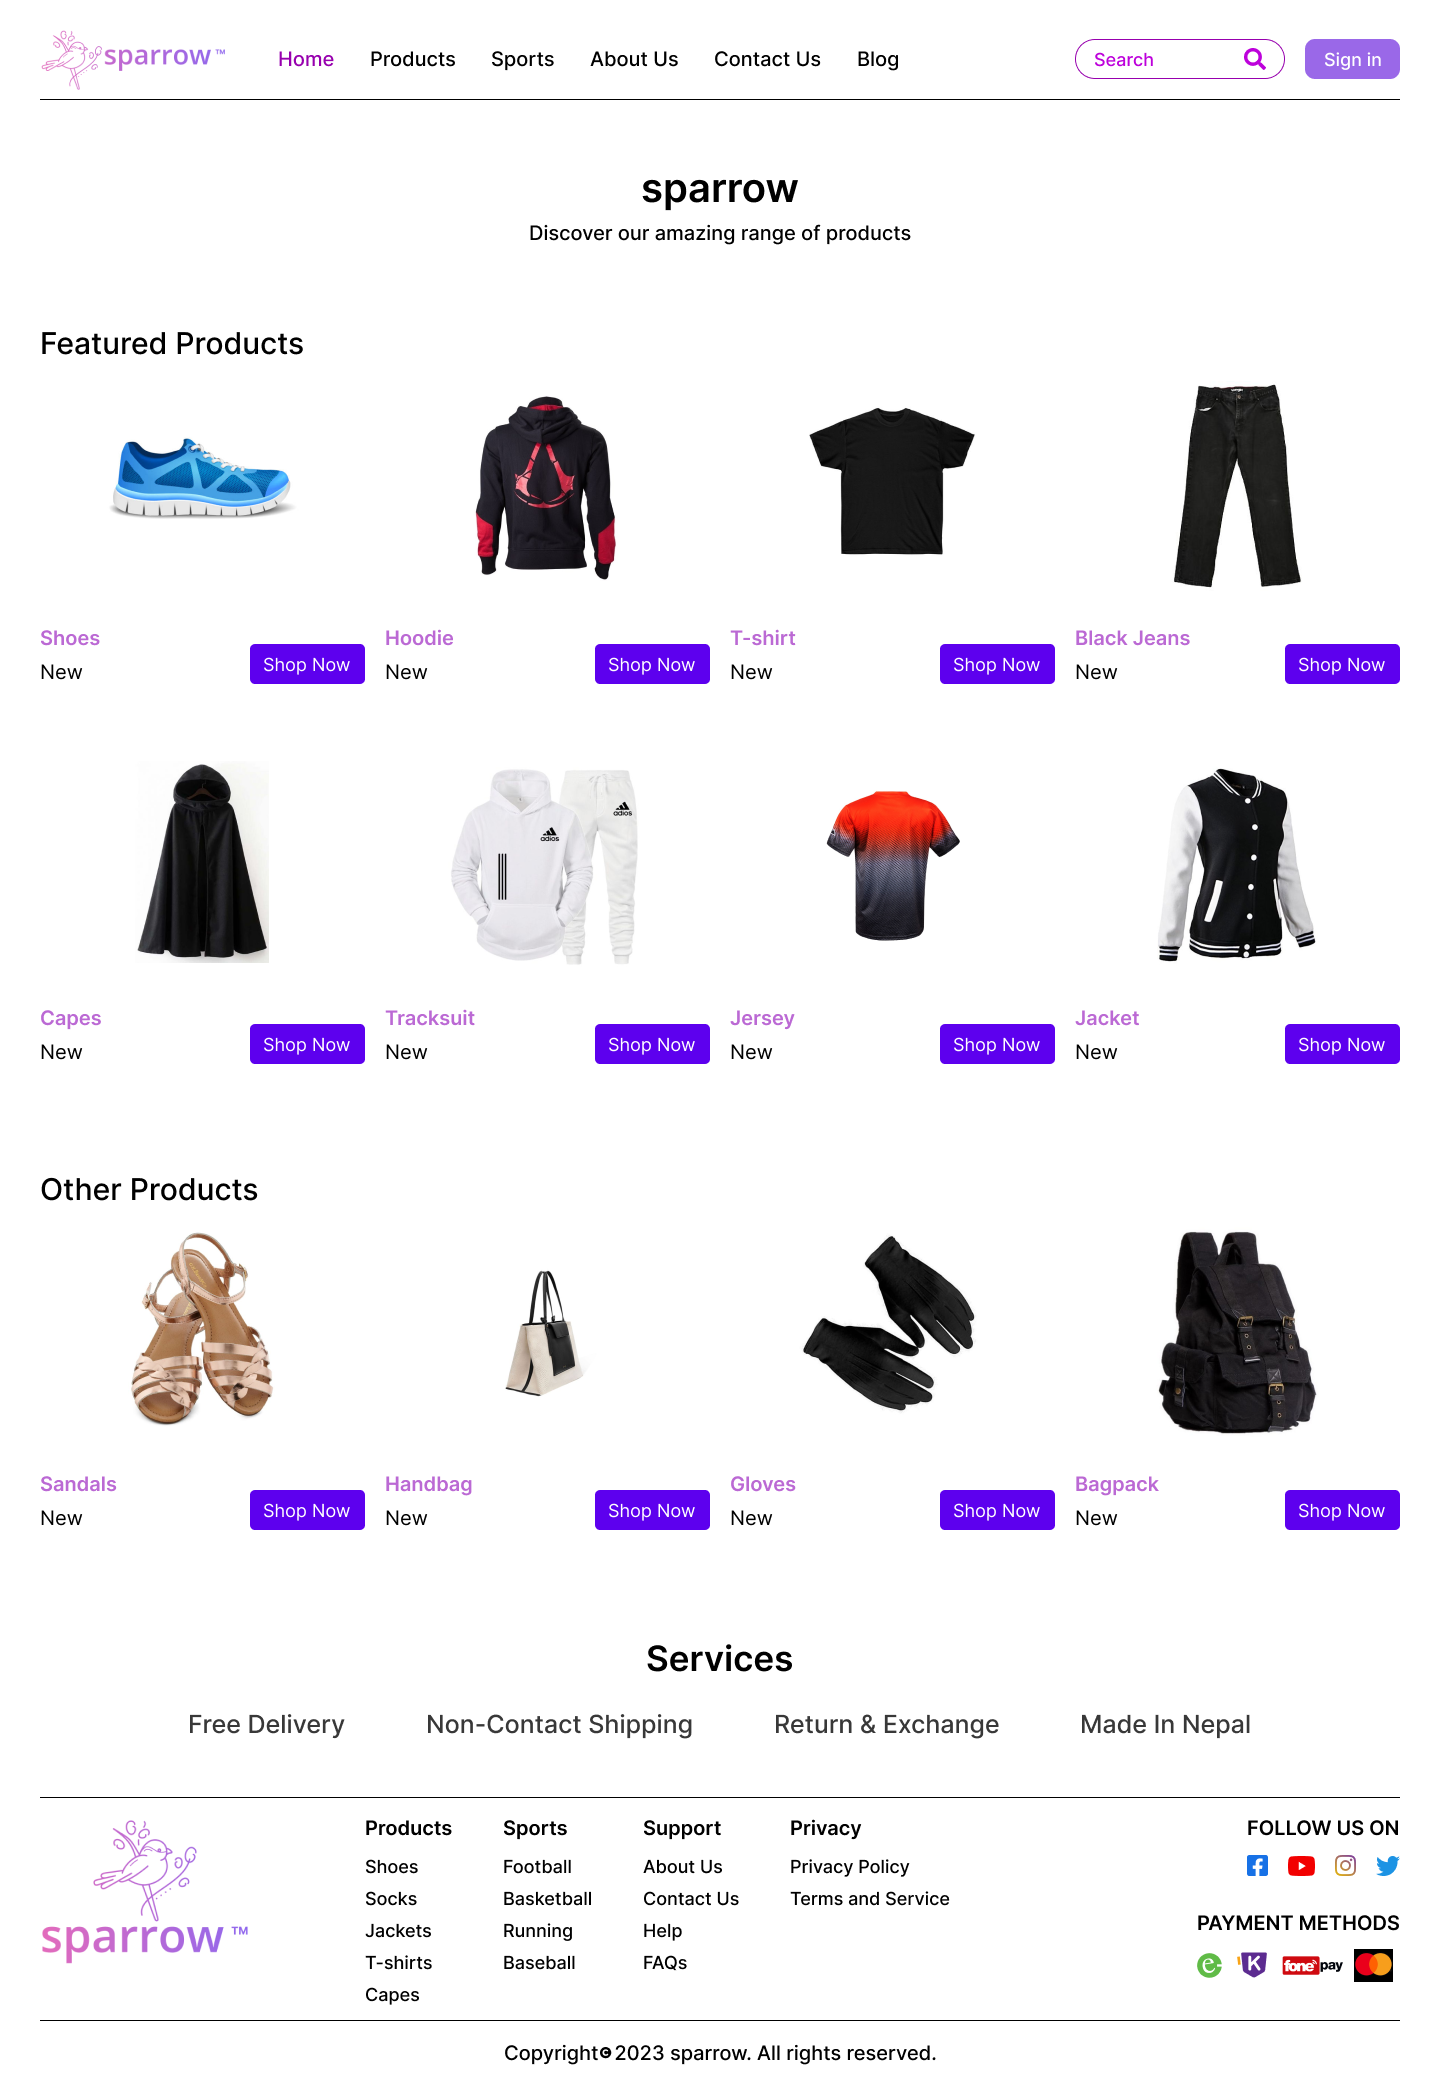 sparrow ™
Home Products Sports About Us Contact Us Blog
Search
Sign in
sparrow
Discover our amazing range of products
Featured Products
Shoes
New
Shop Now
Hoodie
New
Shop Now
T-shirt
New
Shop Now
Black Jeans
New
Shop Now
adios
adios
Capes
New
Shop Now
Tracksuit
New
Shop Now
Jersey
New
Shop Now
Jacket
New
Shop Now
Other Products
Sandals
New
Shop Now
Handbag
New
Shop Now
Gloves
New
Shop Now
Bagpack
New
Shop Now
Services
Free Delivery
Non-Contact Shipping
Return & Exchange
Made In Nepal
sparrow ™
Products
Shoes
Socks
Jackets
T-shirts
Capes
Sports
Football
Basketball
Running
Baseball
Support
About Us
Contact Us
Help
FAQs
Privacy
Privacy Policy
Terms and Service
FOLLOW US ON
PAYMENT METHODS
e
K
fonepay
Copyright©2023 sparrow. All rights reserved.